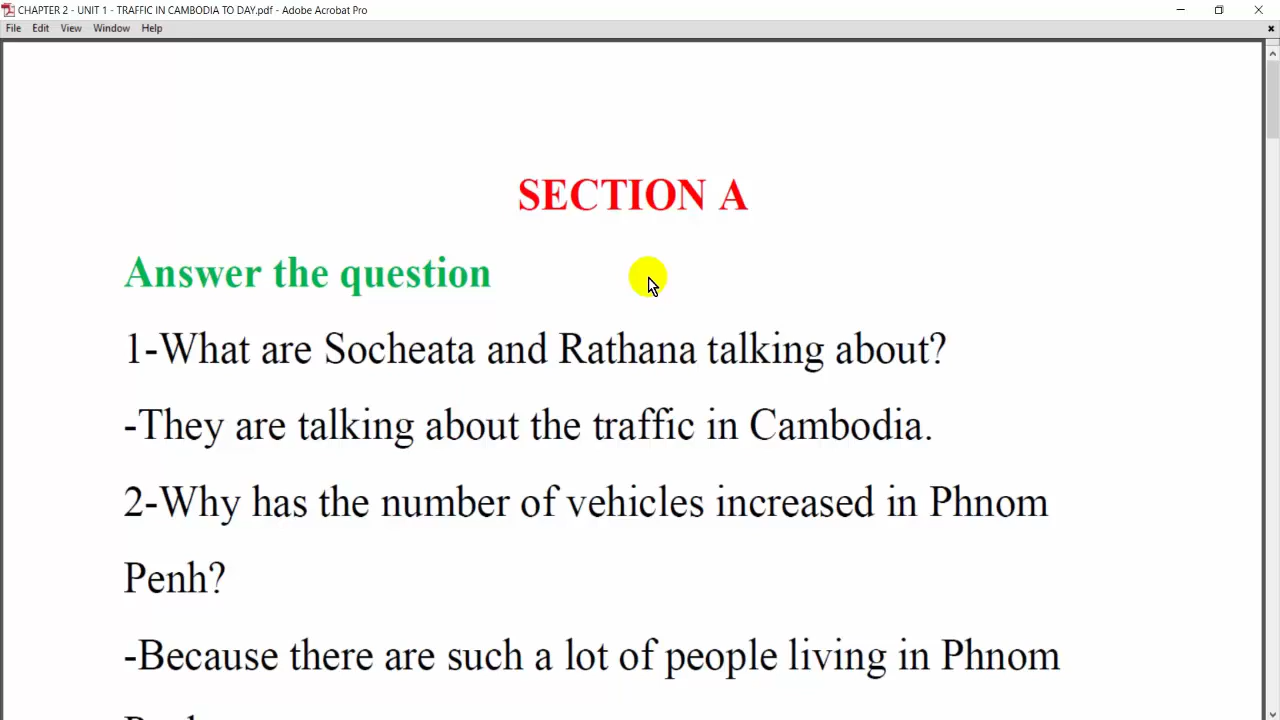 CHAPTER 2 - UNIT 1 - TRAFFIC IN CAMBODIA TO DAY.pdf - Adobe Acrobat Pro
File Edit View Window Help
SECTION A
Answer the question
1-What are Socheata and Rathana talking about?
-They are talking about the traffic in Cambodia.
2-Why has the number of vehicles increased in Phnom
Penh?
-Because there are such a lot of people living in Phnom